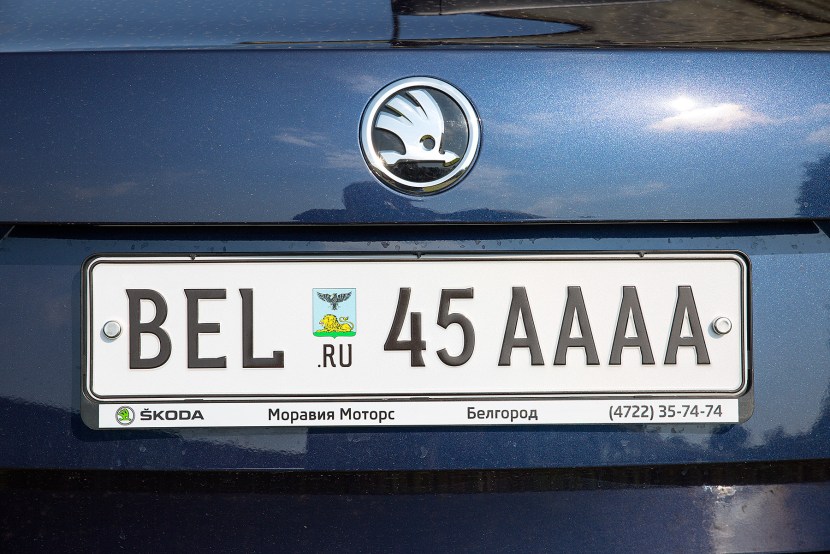 BEL .RU 45 AAAA
ŠKODA Моравия Моторс Белгород (4722) 35-74-74